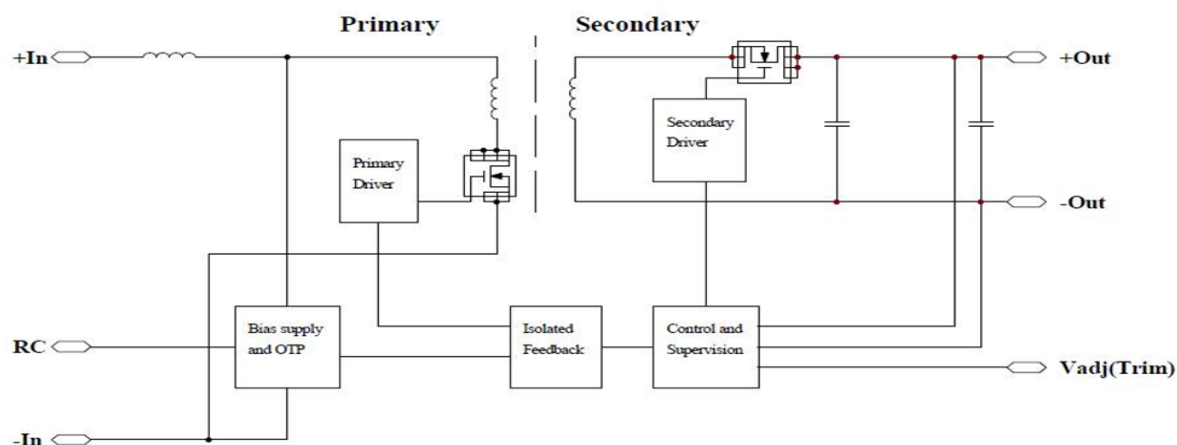 Primary
Secondary
+In
+Out
Primary
Driver
Secondary
Driver
-Out
RC
Bias supply
and OTP
Isolated
Feedback
Control and
Supervision
Vadj(Trim)
-In